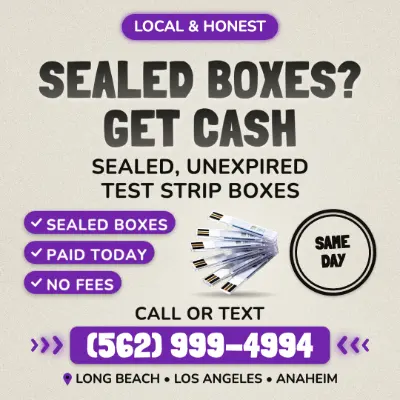 LOCAL & HONEST
SEALED BOXES?
GET CASH
SEALED, UNEXPIRED
TEST STRIP BOXES
SEALED BOXES
PAID TODAY
NO FEES
SAME
DAY
CALL OR TEXT
(562) 999-4994
LONG BEACH • LOS ANGELES • ANAHEIM